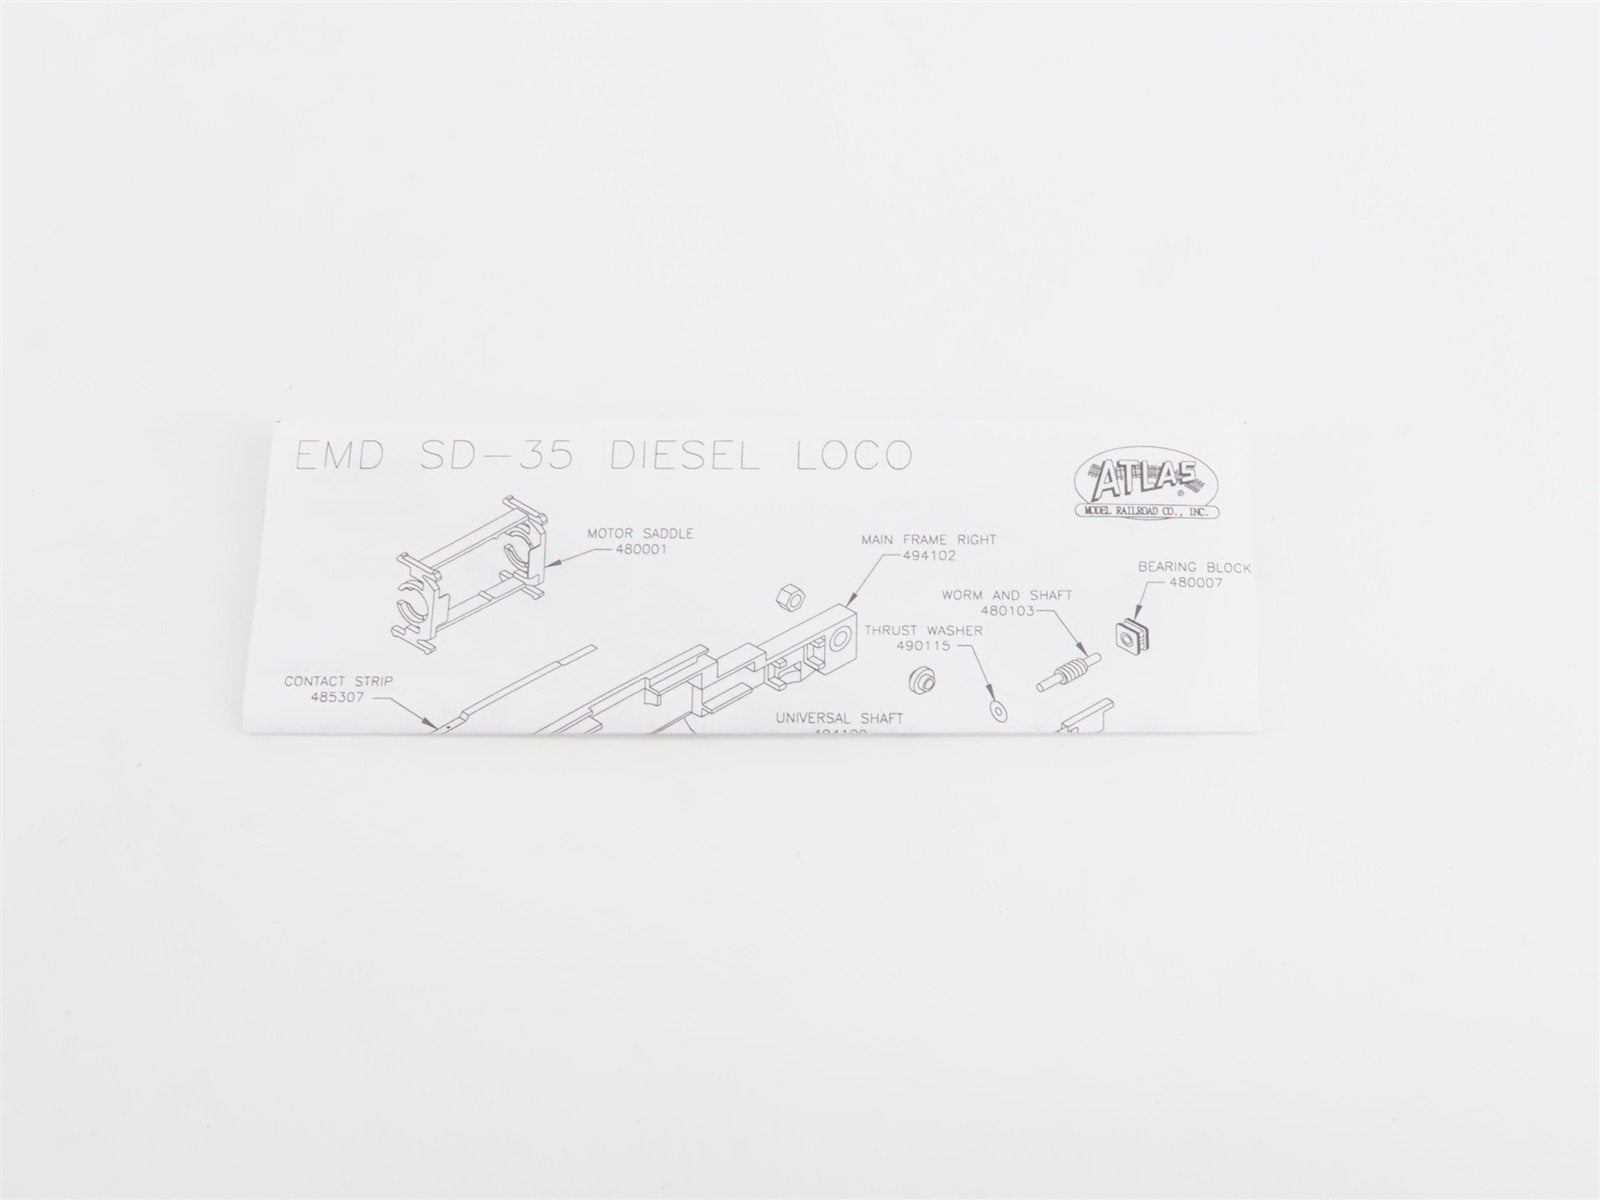 EMD SD-35 DIESEL LOCO
ATLAS
®
MODEL RAILROAD CO., INC.
MOTOR SADDLE
480001
MAIN FRAME RIGHT
494102
BEARING BLOCK
480007
WORM AND SHAFT
480103
THRUST WASHER
490115
CONTACT STRIP
485307
UNIVERSAL SHAFT